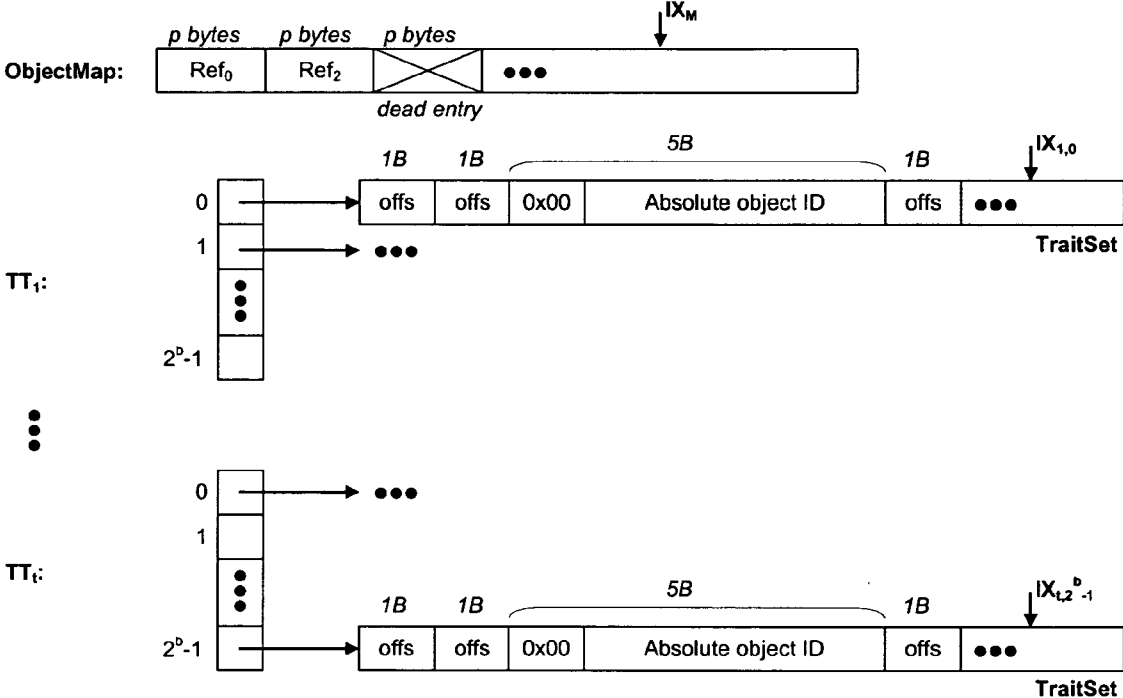 IX_M
p bytes p bytes p bytes
ObjectMap: Ref_0 Ref_2 •••
dead entry
5B IX_1,0
1B 1B 1B
0 offs offs 0x00 Absolute object ID offs •••
1 ••• TraitSet
TT_1:
2^b-1
0 •••
1
TT_t:
5B IX_t,2^b-1
1B 1B 1B
2^b-1 offs offs 0x00 Absolute object ID offs •••
TraitSet